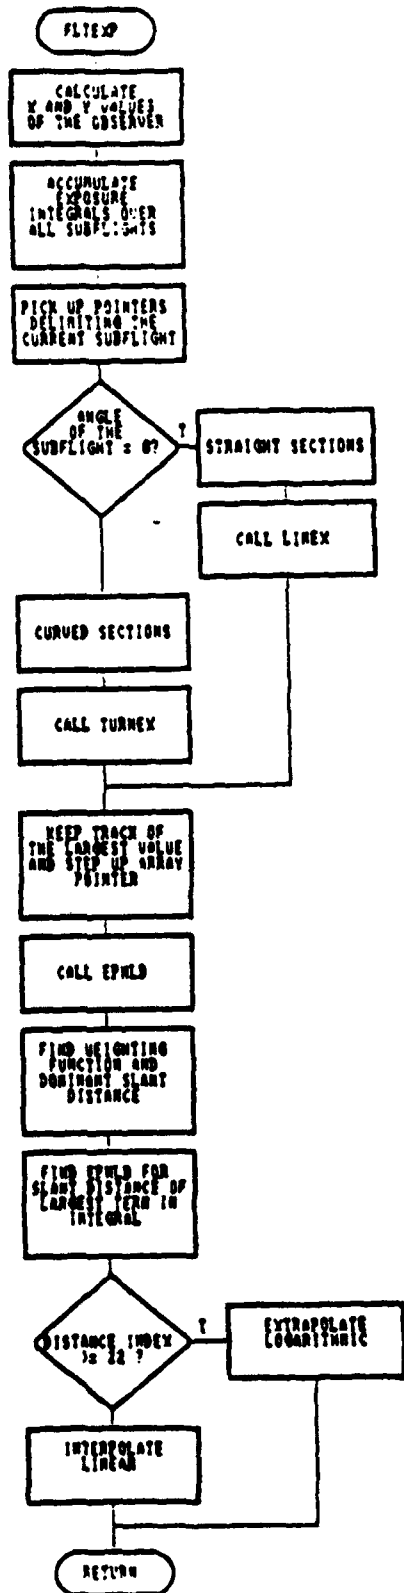 FLTEXP
CALCULATE
X AND Y VALUES
OF THE OBSERVER
ACCUMULATE
EXPOSURE
INTEGRALS OVER
ALL SUBFLIGHTS
PICK UP POINTERS
DELIMITING THE
CURRENT SUBFLIGHT
ANGLE
OF THE
SUBFLIGHT = 0?
T
STRAIGHT SECTIONS
CALL LINEX
CURVED SECTIONS
CALL TURNEX
KEEP TRACK OF
THE LARGEST VALUE
AND STEP UP ARRAY
POINTER
CALL EPNLD
FIND WEIGHTING
FUNCTION AND
DOMINANT SLANT
DISTANCE
FIND EPNLD FOR
SLANT DISTANCE OF
LARGEST TERM IN
INTEGRAL
DISTANCE INDEX
>= 22 ?
T
EXTRAPOLATE
LOGARITHMIC
INTERPOLATE
LINEAR
RETURN